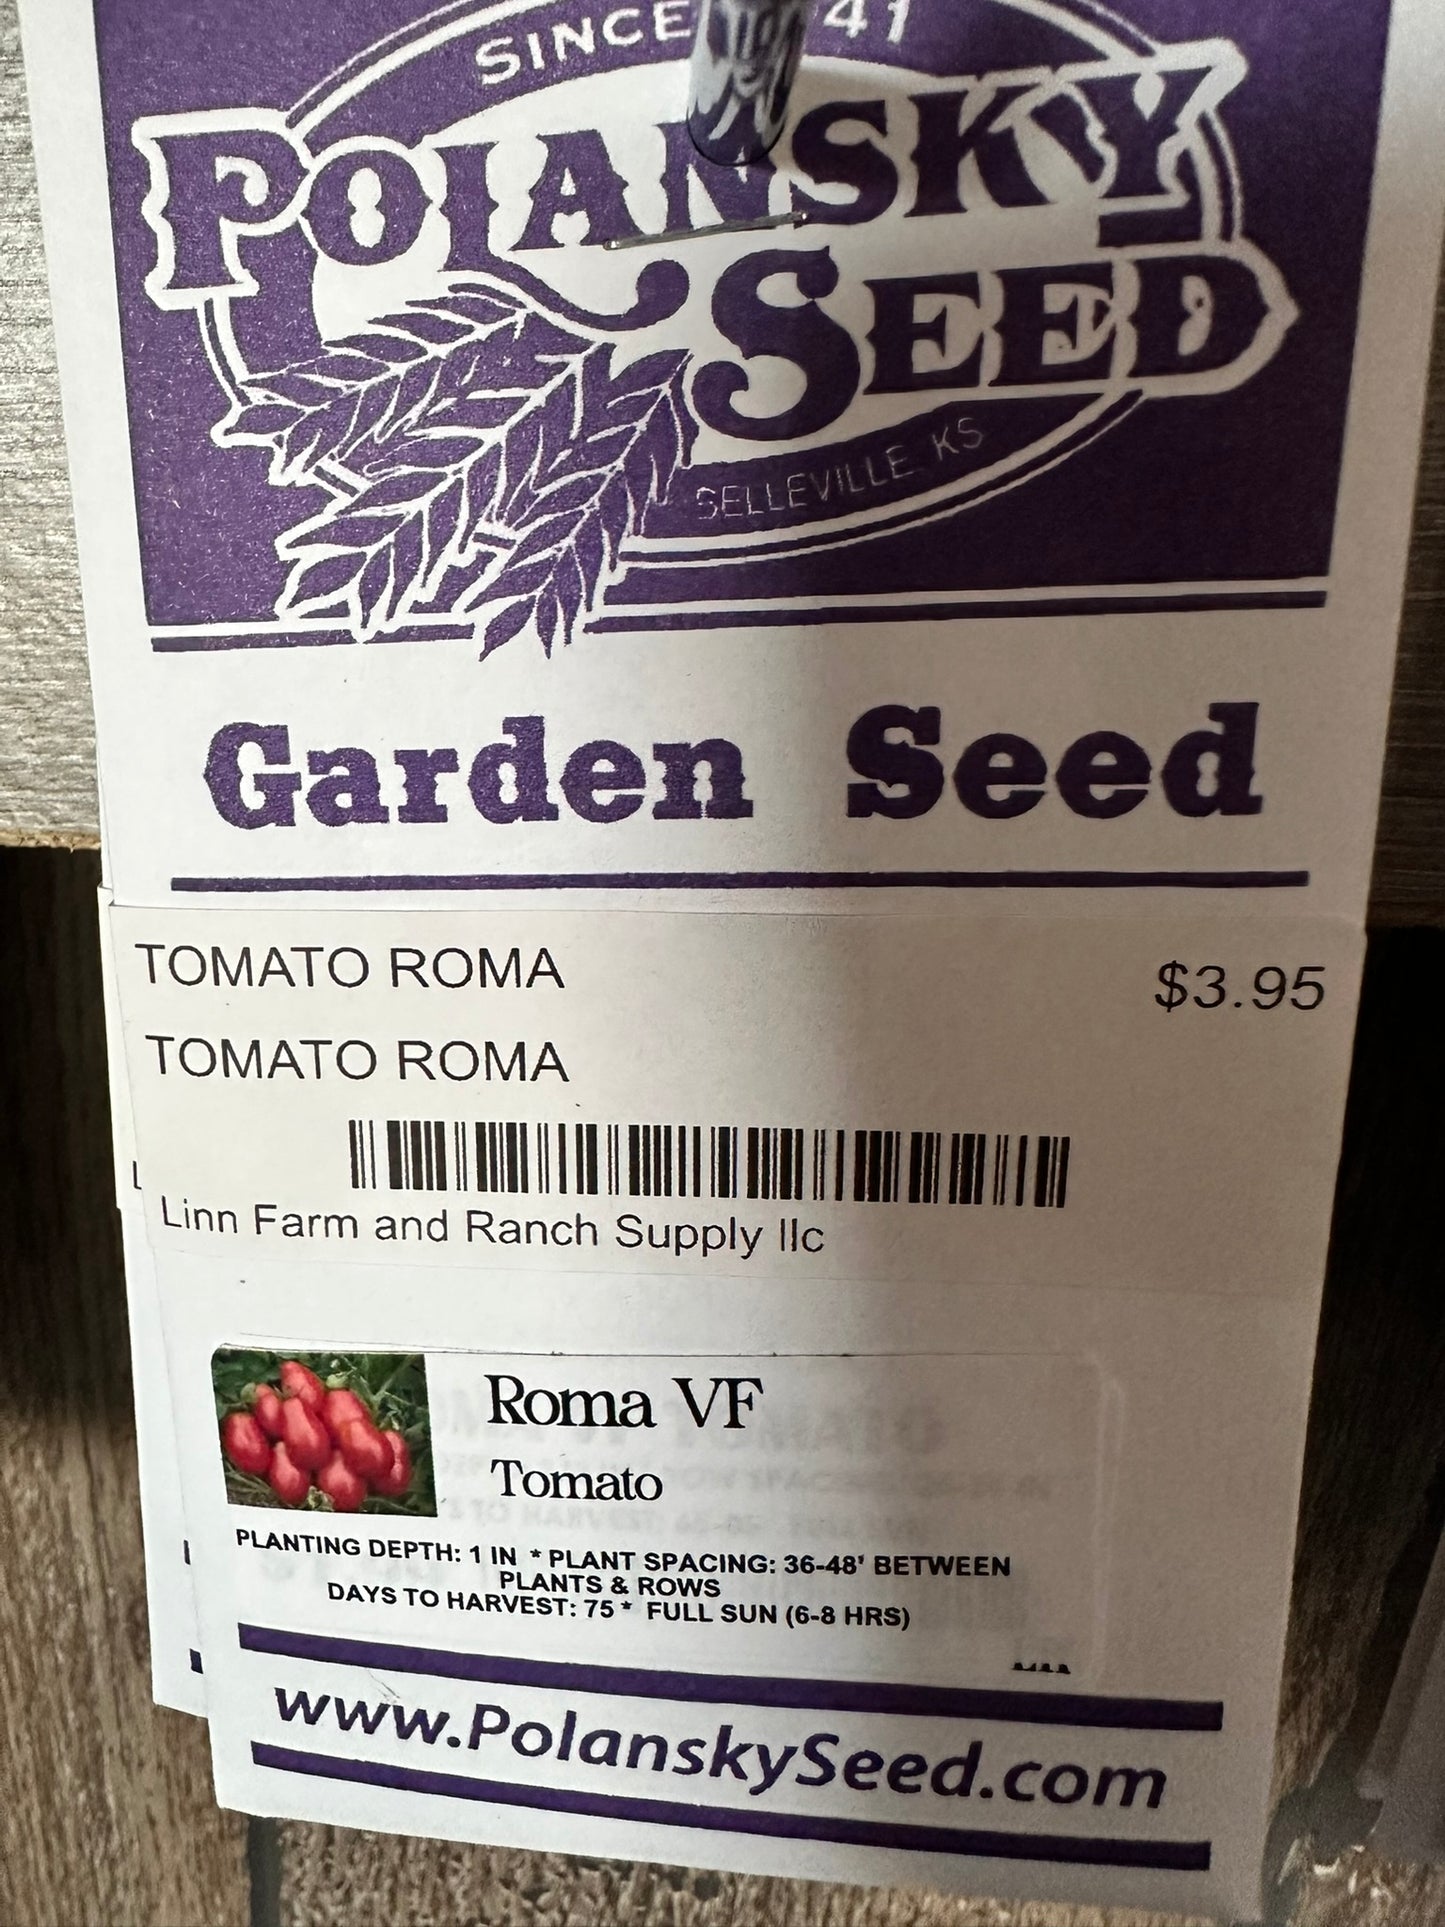 SINCE 41
POLANSKY
SEED
BELLEVILLE KS
Garden Seed
TOMATO ROMA $3.95
TOMATO ROMA
Linn Farm and Ranch Supply llc
Roma VF
Tomato
PLANTING DEPTH: 1 IN * PLANT SPACING: 36-48' BETWEEN
PLANTS & ROWS
DAYS TO HARVEST: 75 * FULL SUN (6-8 HRS)
www.PolanskySeed.com